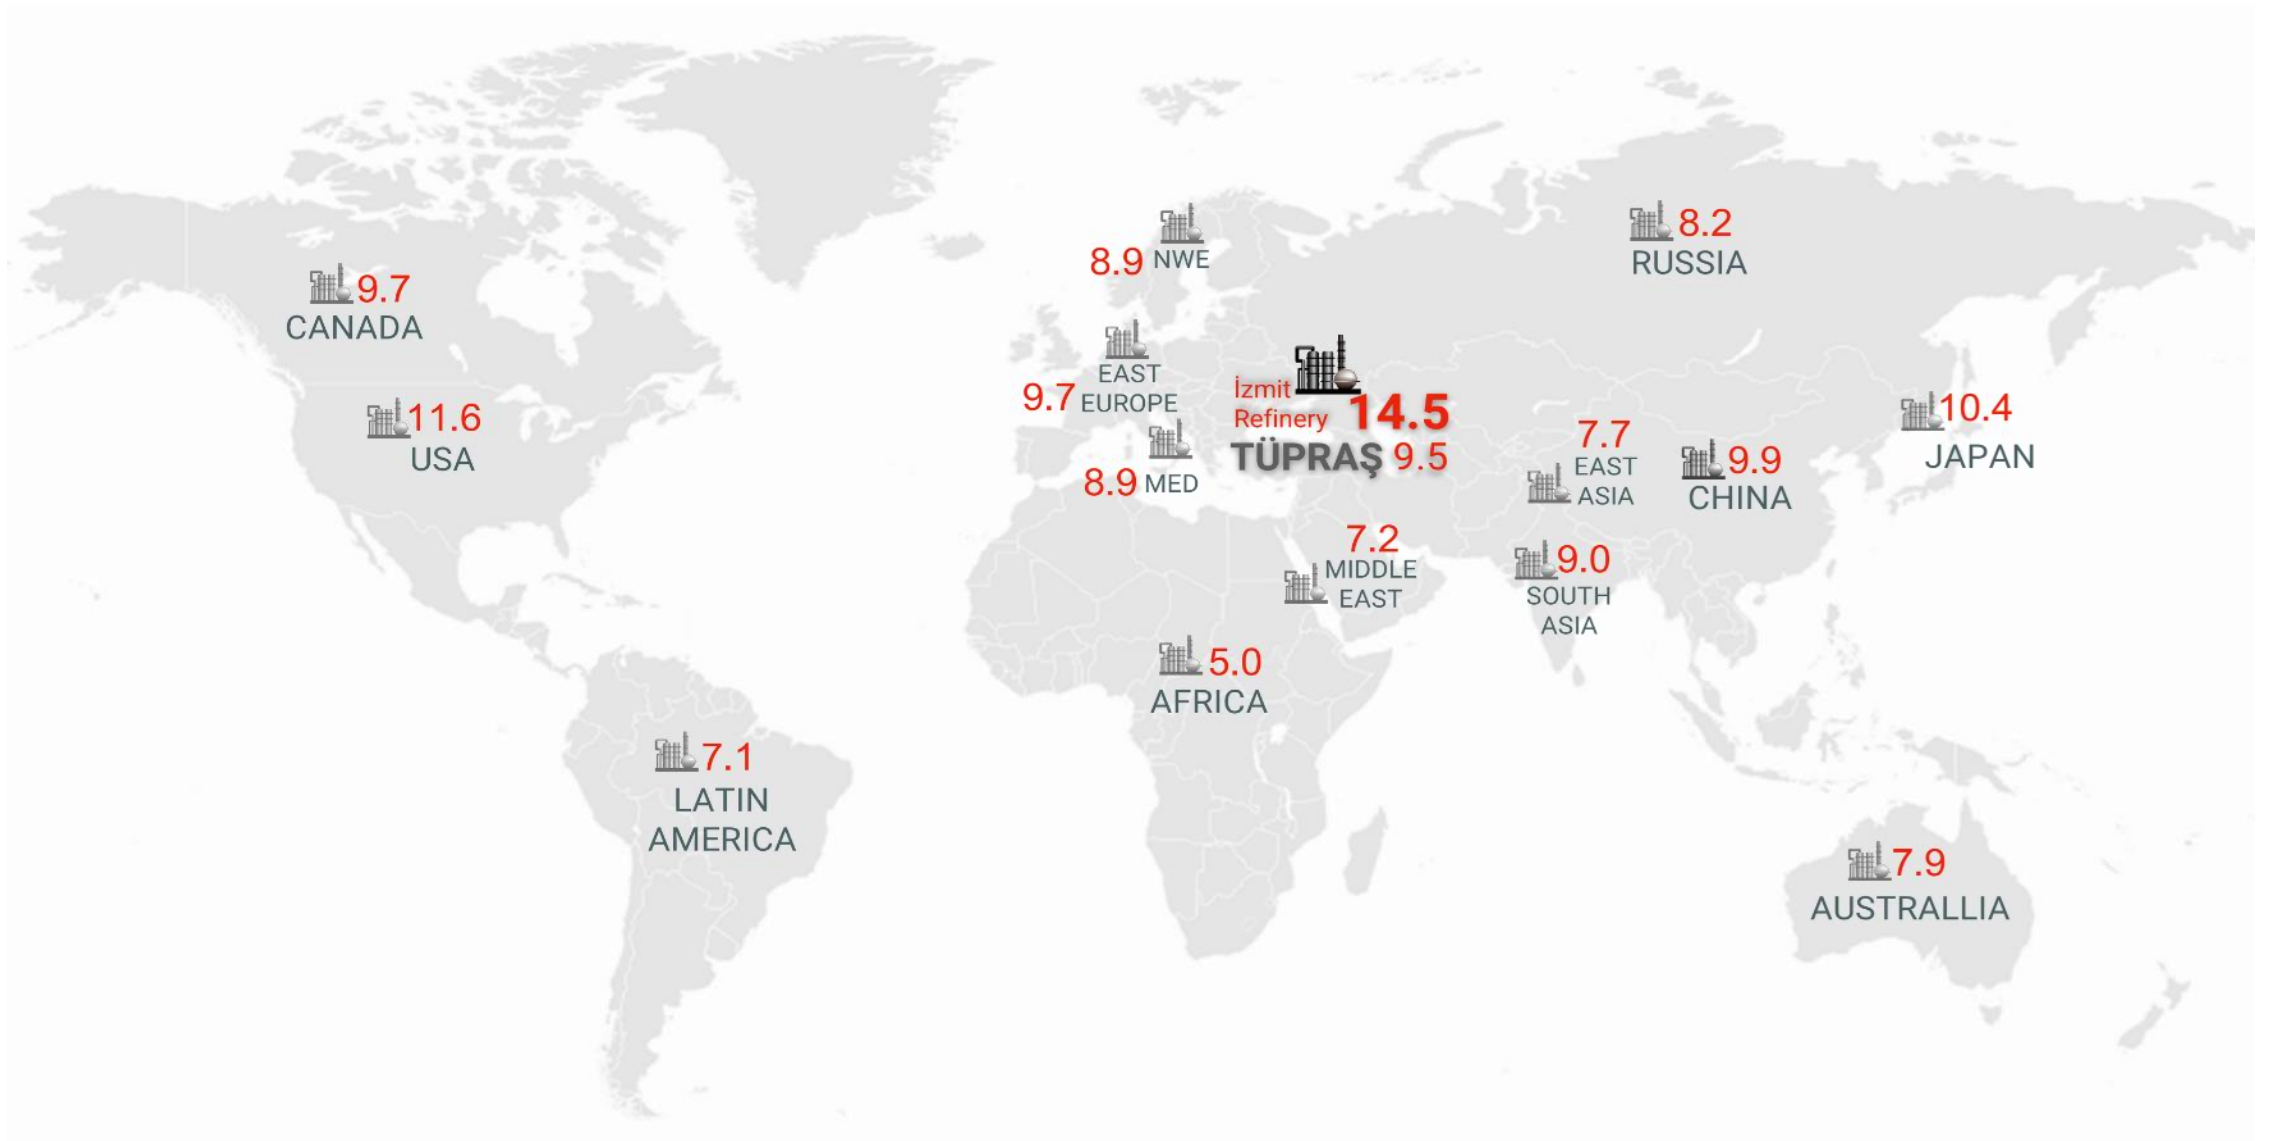 8.2
RUSSIA
8.9 NWE
9.7
CANADA
EAST
9.7 EUROPE
İzmit
Refinery 14.5
TÜPRAŞ 9.5
11.6
USA
8.9 MED
7.7
EAST
ASIA
9.9
CHINA
10.4
JAPAN
7.2
MIDDLE
EAST
9.0
SOUTH
ASIA
5.0
AFRICA
7.1
LATIN
AMERICA
7.9
AUSTRALLIA